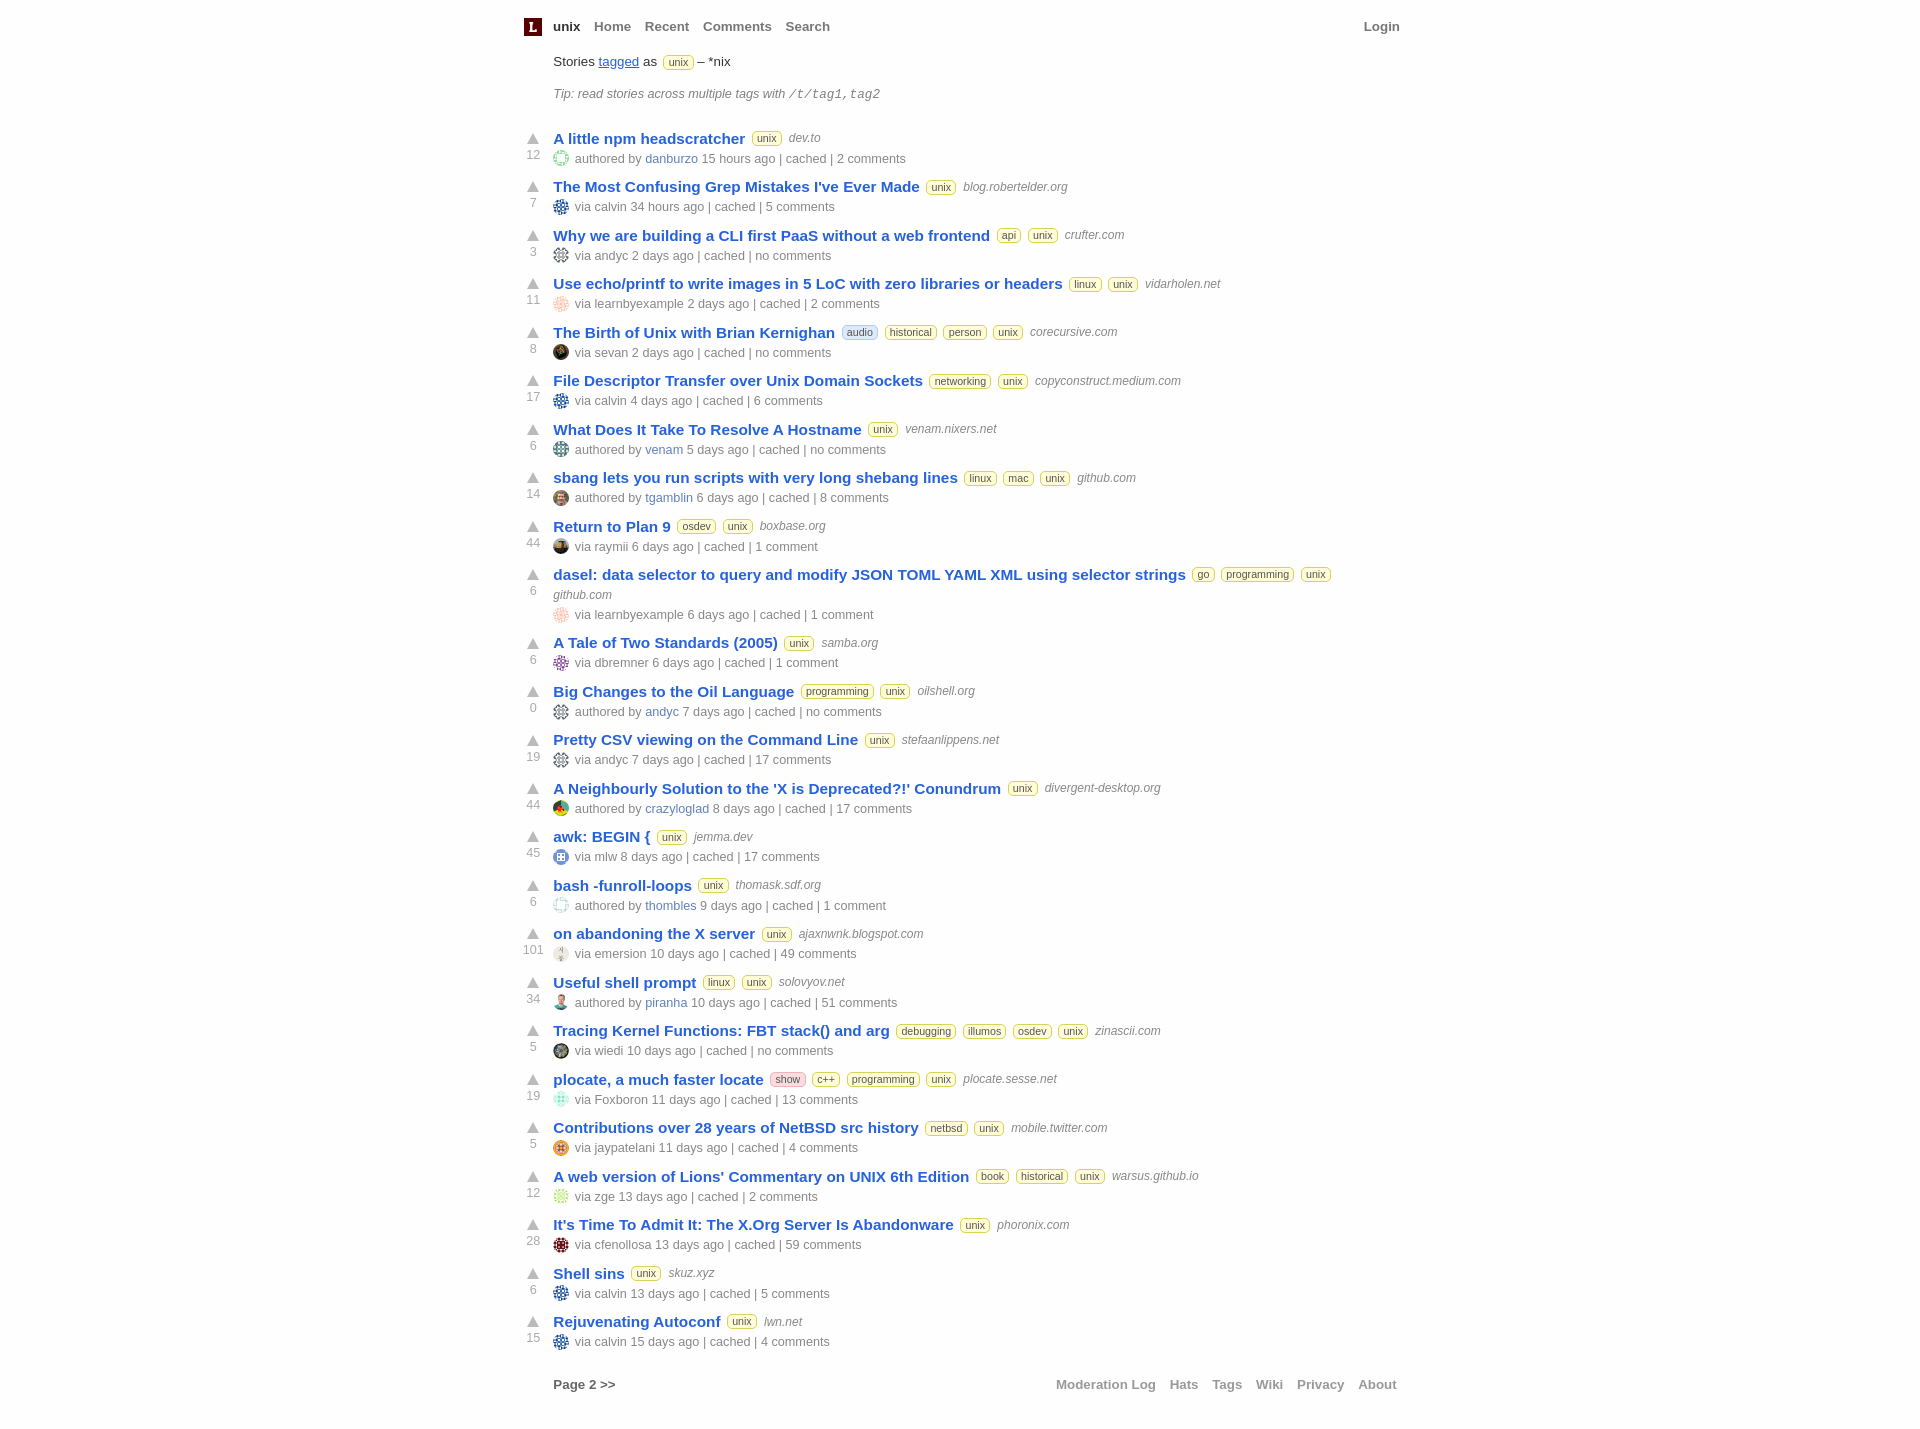 L unix Home Recent Comments Search Login
Stories tagged as unix – *nix
Tip: read stories across multiple tags with /t/tag1,tag2
A little npm headscratcher unix dev.to
12
authored by danburzo 15 hours ago | cached | 2 comments
The Most Confusing Grep Mistakes I've Ever Made unix blog.robertelder.org
7
via calvin 34 hours ago | cached | 5 comments
Why we are building a CLI first PaaS without a web frontend api unix crufter.com
3
via andyc 2 days ago | cached | no comments
Use echo/printf to write images in 5 LoC with zero libraries or headers linux unix vidarholen.net
11
via learnbyexample 2 days ago | cached | 2 comments
The Birth of Unix with Brian Kernighan audio historical person unix corecursive.com
8
via sevan 2 days ago | cached | no comments
File Descriptor Transfer over Unix Domain Sockets networking unix copyconstruct.medium.com
17
via calvin 4 days ago | cached | 6 comments
What Does It Take To Resolve A Hostname unix venam.nixers.net
6
authored by venam 5 days ago | cached | no comments
sbang lets you run scripts with very long shebang lines linux mac unix github.com
14
authored by tgamblin 6 days ago | cached | 8 comments
Return to Plan 9 osdev unix boxbase.org
44
via raymii 6 days ago | cached | 1 comment
dasel: data selector to query and modify JSON TOML YAML XML using selector strings go programming unix
6
github.com
via learnbyexample 6 days ago | cached | 1 comment
A Tale of Two Standards (2005) unix samba.org
6
via dbremner 6 days ago | cached | 1 comment
Big Changes to the Oil Language programming unix oilshell.org
0
authored by andyc 7 days ago | cached | no comments
Pretty CSV viewing on the Command Line unix stefaanlippens.net
19
via andyc 7 days ago | cached | 17 comments
A Neighbourly Solution to the 'X is Deprecated?!' Conundrum unix divergent-desktop.org
44
authored by crazyloglad 8 days ago | cached | 17 comments
awk: BEGIN { unix jemma.dev
45
via mlw 8 days ago | cached | 17 comments
bash -funroll-loops unix thomask.sdf.org
6
authored by thombles 9 days ago | cached | 1 comment
on abandoning the X server unix ajaxnwnk.blogspot.com
101
via emersion 10 days ago | cached | 49 comments
Useful shell prompt linux unix solovyov.net
34
authored by piranha 10 days ago | cached | 51 comments
Tracing Kernel Functions: FBT stack() and arg debugging illumos osdev unix zinascii.com
5
via wiedi 10 days ago | cached | no comments
plocate, a much faster locate show c++ programming unix plocate.sesse.net
19
via Foxboron 11 days ago | cached | 13 comments
Contributions over 28 years of NetBSD src history netbsd unix mobile.twitter.com
5
via jaypatelani 11 days ago | cached | 4 comments
A web version of Lions' Commentary on UNIX 6th Edition book historical unix warsus.github.io
12
via zge 13 days ago | cached | 2 comments
It's Time To Admit It: The X.Org Server Is Abandonware unix phoronix.com
28
via cfenollosa 13 days ago | cached | 59 comments
Shell sins unix skuz.xyz
6
via calvin 13 days ago | cached | 5 comments
Rejuvenating Autoconf unix lwn.net
15
via calvin 15 days ago | cached | 4 comments
Page 2 >> Moderation Log Hats Tags Wiki Privacy About